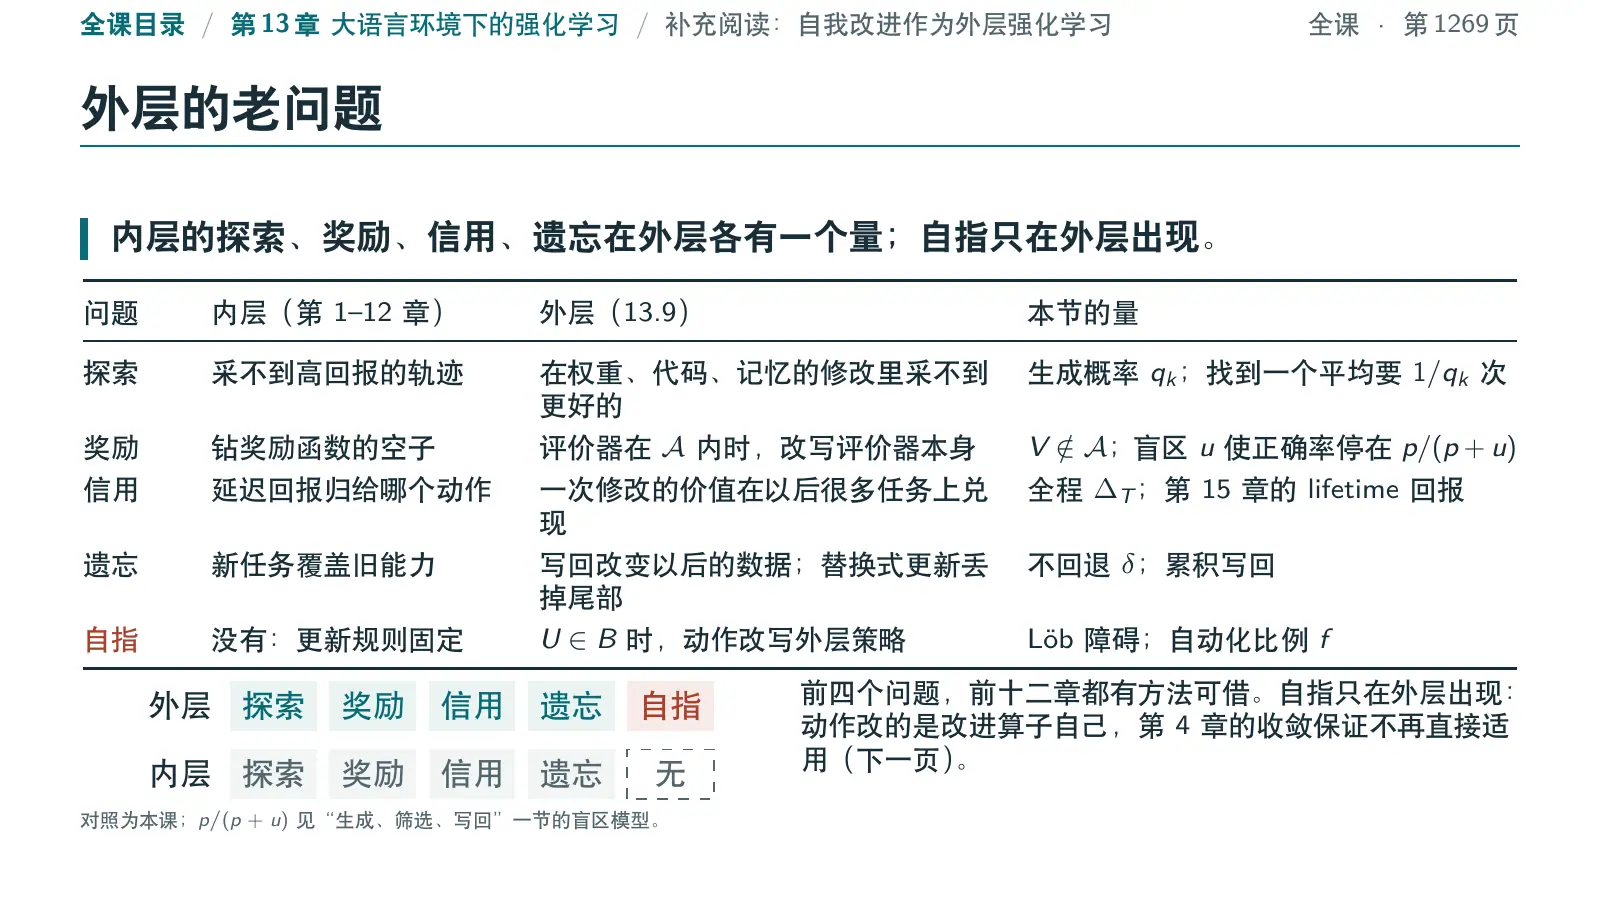 全课目录 / 第 13 章 大语言环境下的强化学习 / 补充阅读：自我改进作为外层强化学习 全课 · 第 1269 页
外层的老问题
内层的探索、奖励、信用、遗忘在外层各有一个量；自指只在外层出现。
问题 内层（第 1–12 章） 外层（13.9） 本节的量
探索 采不到高回报的轨迹 在权重、代码、记忆的修改里采不到 生成概率 qₖ；找到一个平均要 1/qₖ 次
更好的
奖励 钻奖励函数的空子 评价器在 𝒜 内时，改写评价器本身 V ∉ 𝒜；盲区 u 使正确率停在 p/(p + u)
信用 延迟回报归给哪个动作 一次修改的价值在以后很多任务上兑 全程 Δ_T；第 15 章的 lifetime 回报
现
遗忘 新任务覆盖旧能力 写回改变以后的数据；替换式更新丢 不回退 δ；累积写回
掉尾部
自指 没有：更新规则固定 U ∈ B 时，动作改写外层策略 Löb 障碍；自动化比例 f
外层 探索 奖励 信用 遗忘 自指
内层 探索 奖励 信用 遗忘 无
前四个问题，前十二章都有方法可借。自指只在外层出现：
动作改的是改进算子自己，第 4 章的收敛保证不再直接适
用（下一页）。
对照为本课；p/(p + u) 见“生成、筛选、写回”一节的盲区模型。